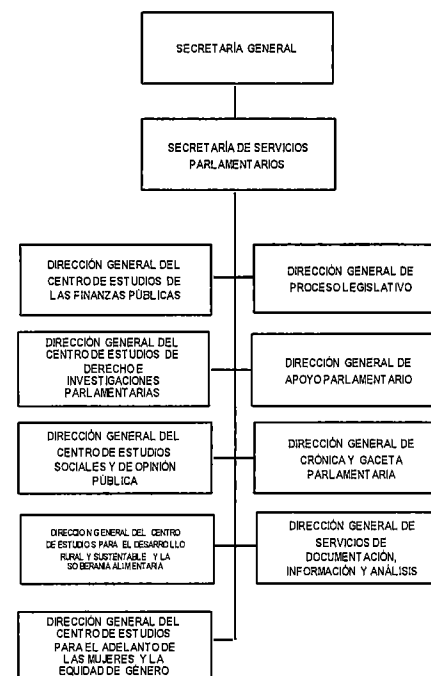 SECRETARÍA GENERAL
SECRETARÍA DE SERVICIOS
PARLAMENTARIOS
DIRECCIÓN GENERAL DEL
CENTRO DE ESTUDIOS DE
LAS FINANZAS PÚBLICAS
DIRECCIÓN GENERAL DE
PROCESO LEGISLATIVO
DIRECCIÓN GENERAL DEL
CENTRO DE ESTUDIOS DE
DERECHO E
INVESTIGACIONES
PARLAMENTARIAS
DIRECCIÓN GENERAL DE
APOYO PARLAMENTARIO
DIRECCIÓN GENERAL DEL
CENTRO DE ESTUDIOS
SOCIALES Y DE OPINIÓN
PÚBLICA
DIRECCIÓN GENERAL DE
CRÓNICA Y GACETA
PARLAMENTARIA
DIRECCION GENERAL DEL CENTRO
DE ESTUDIOS PARA EL DESARROLLO
RURAL Y SUSTENTABLE Y LA
SOBERANIA ALIMENTARIA
DIRECCIÓN GENERAL DE
SERVICIOS DE
DOCUMENTACIÓN,
INFORMACIÓN Y ANÁLISIS
DIRECCIÓN GENERAL DEL
CENTRO DE ESTUDIOS
PARA EL ADELANTO DE
LAS MUJERES Y LA
EQUIDAD DE GÉNERO